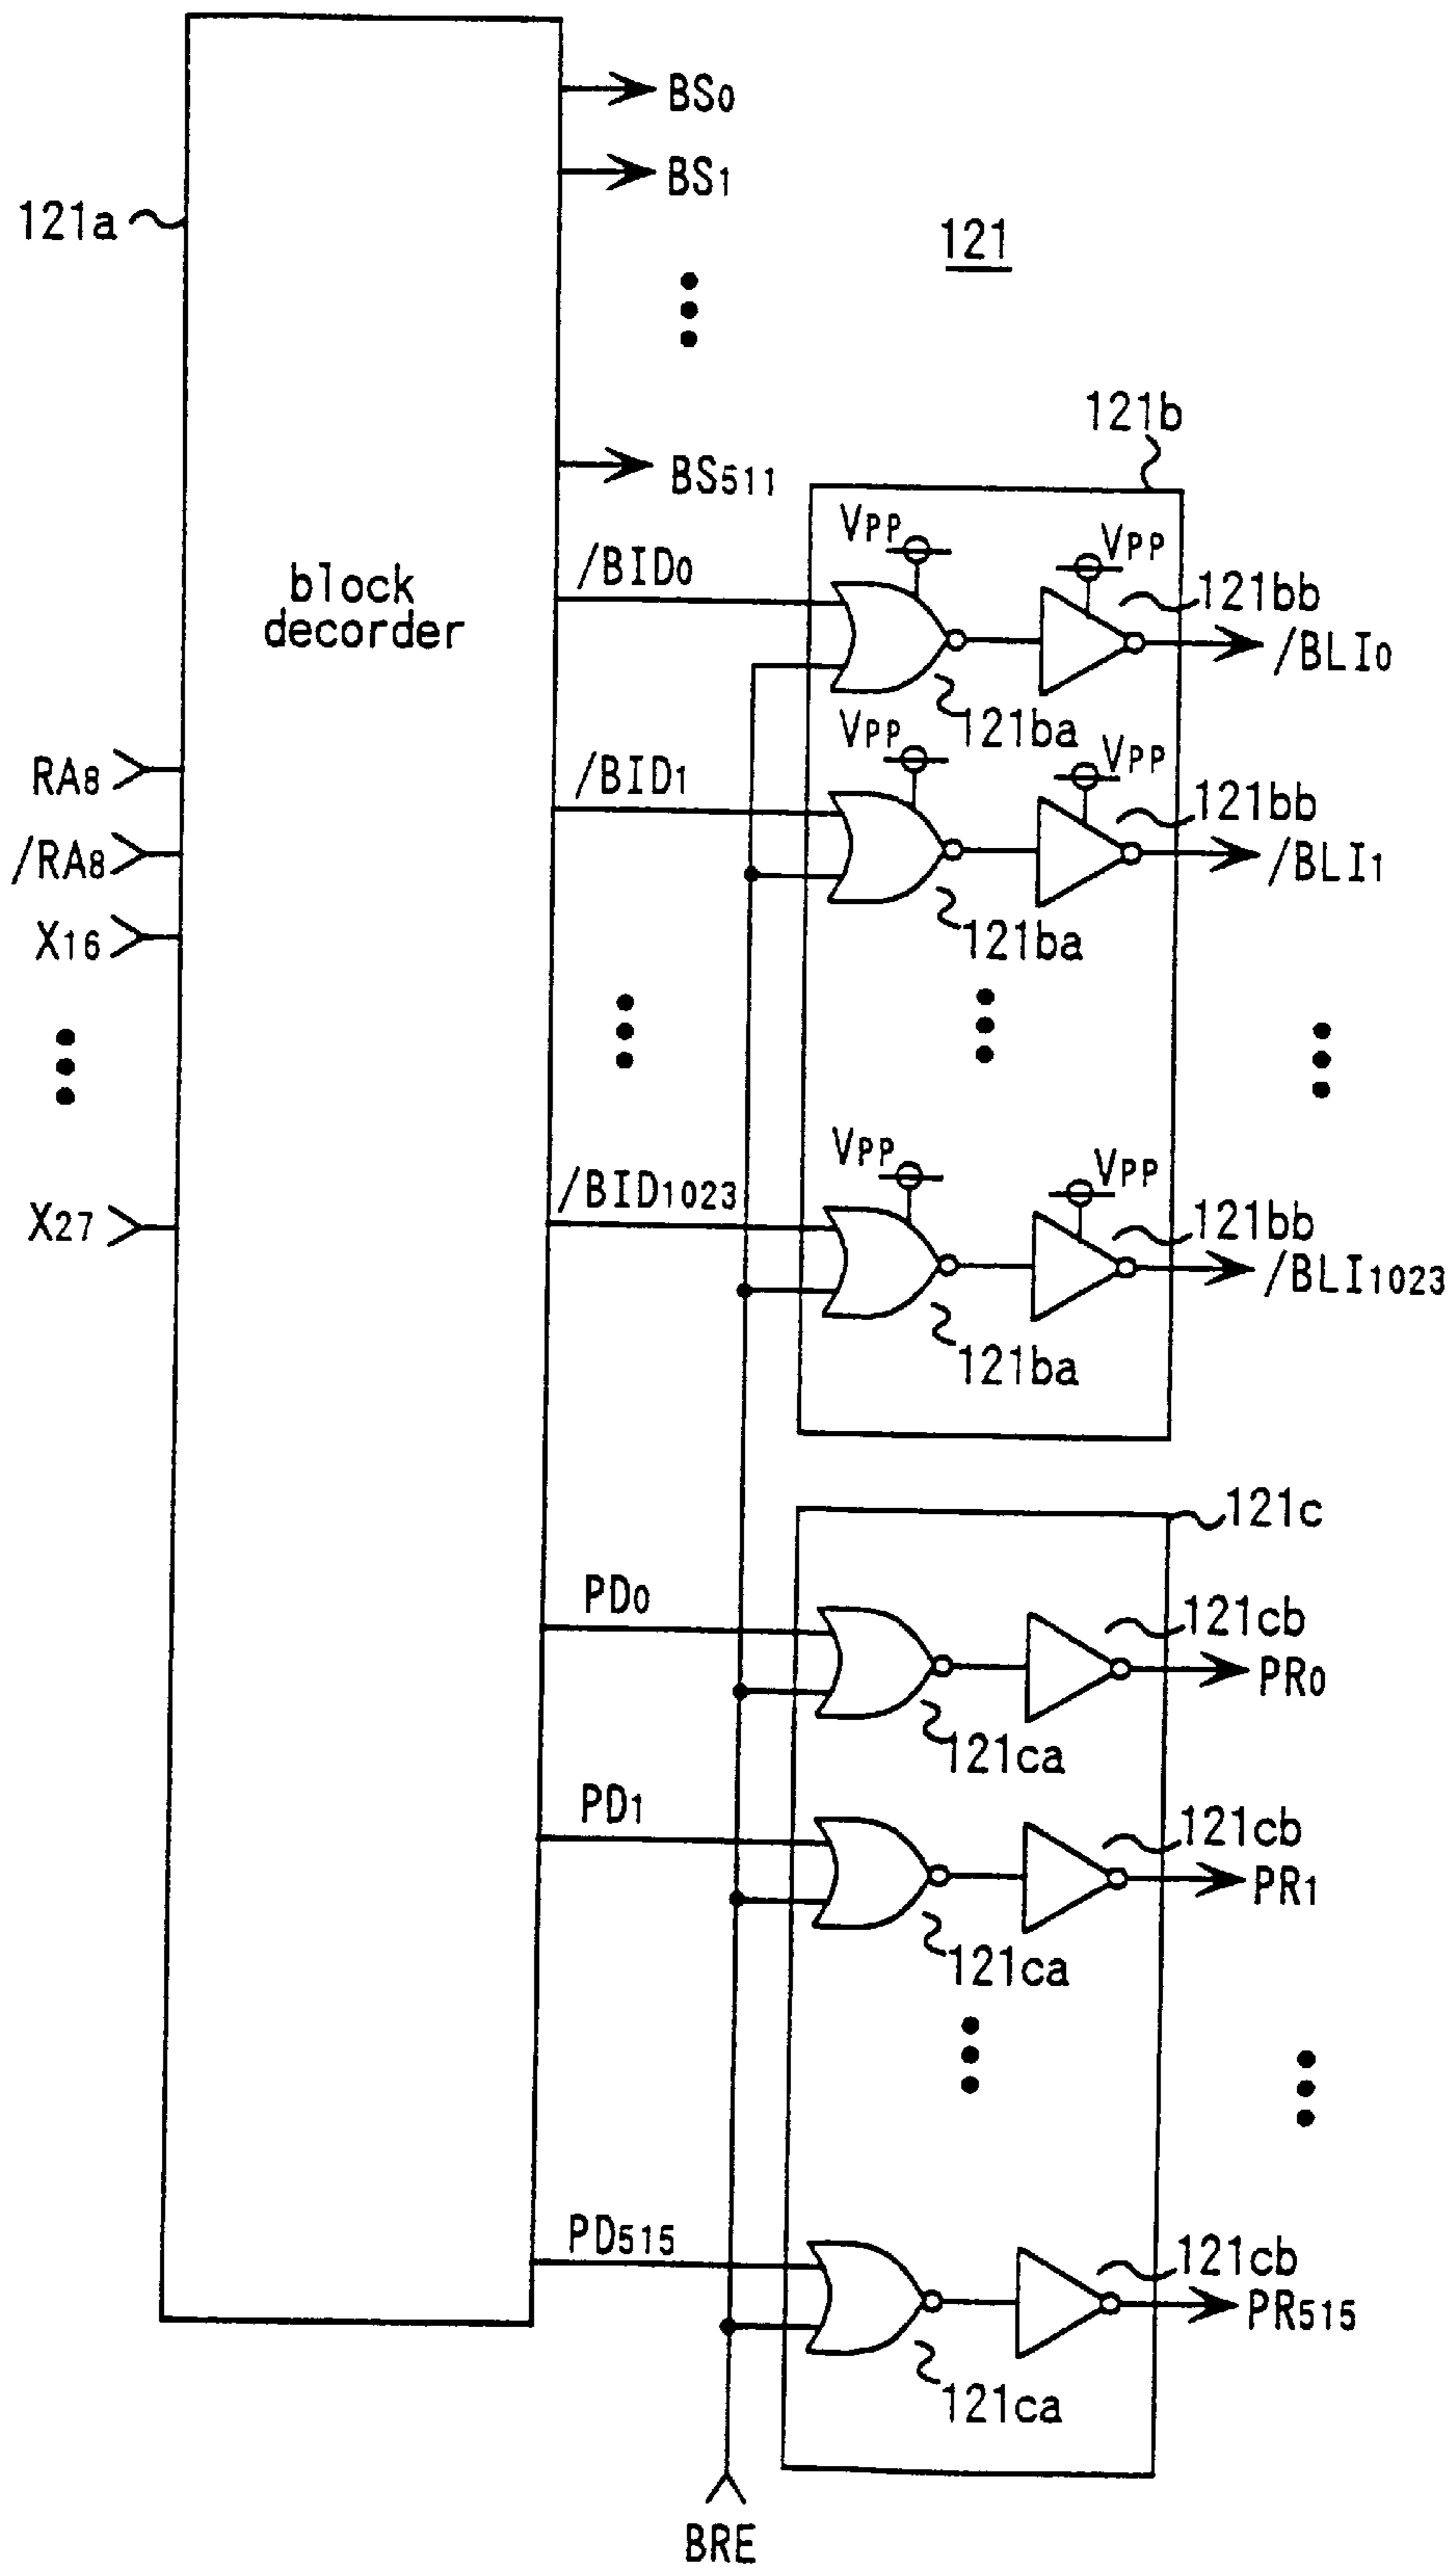 BS0
BS1
121a
121
BS511
121b
VPP
VPP
/BID0
block
decorder
121bb
/BLI0
121ba
VPP
VPP
RA8
/BID1
121bb
/RA8
/BLI1
X16
121ba
VPP
VPP
/BID1023
X27
121bb
/BLI1023
121ba
121c
PD0
121cb
PR0
121ca
PD1
121cb
PR1
121ca
PD515
121cb
PR515
121ca
BRE